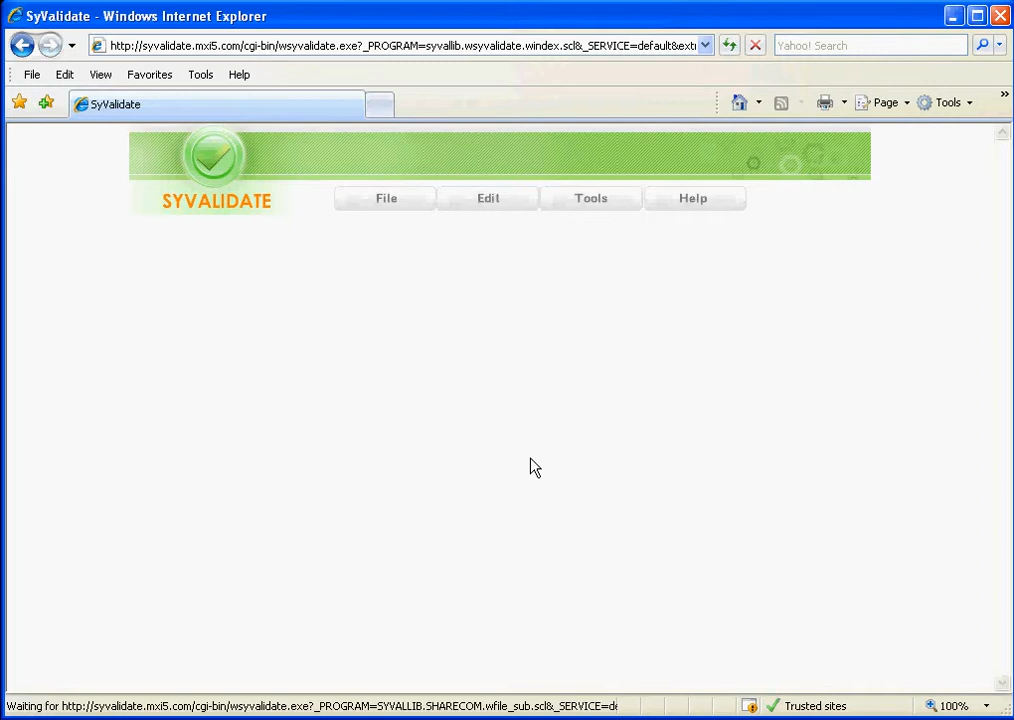 SyValidate - Windows Internet Explorer
http://syvalidate.mxi5.com/cgi-bin/wsyvalidate.exe?_PROGRAM=syvallib.wsyvalidate.windex.scl&_SERVICE=default&extr
Yahoo! Search
File Edit View Favorites Tools Help
SyValidate
Page Tools »
SYVALIDATE
File Edit Tools Help
Waiting for http://syvalidate.mxi5.com/cgi-bin/wsyvalidate.exe?_PROGRAM=SYVALLIB.SHARECOM.wfile_sub.scl&_SERVICE=de
Trusted sites
100%